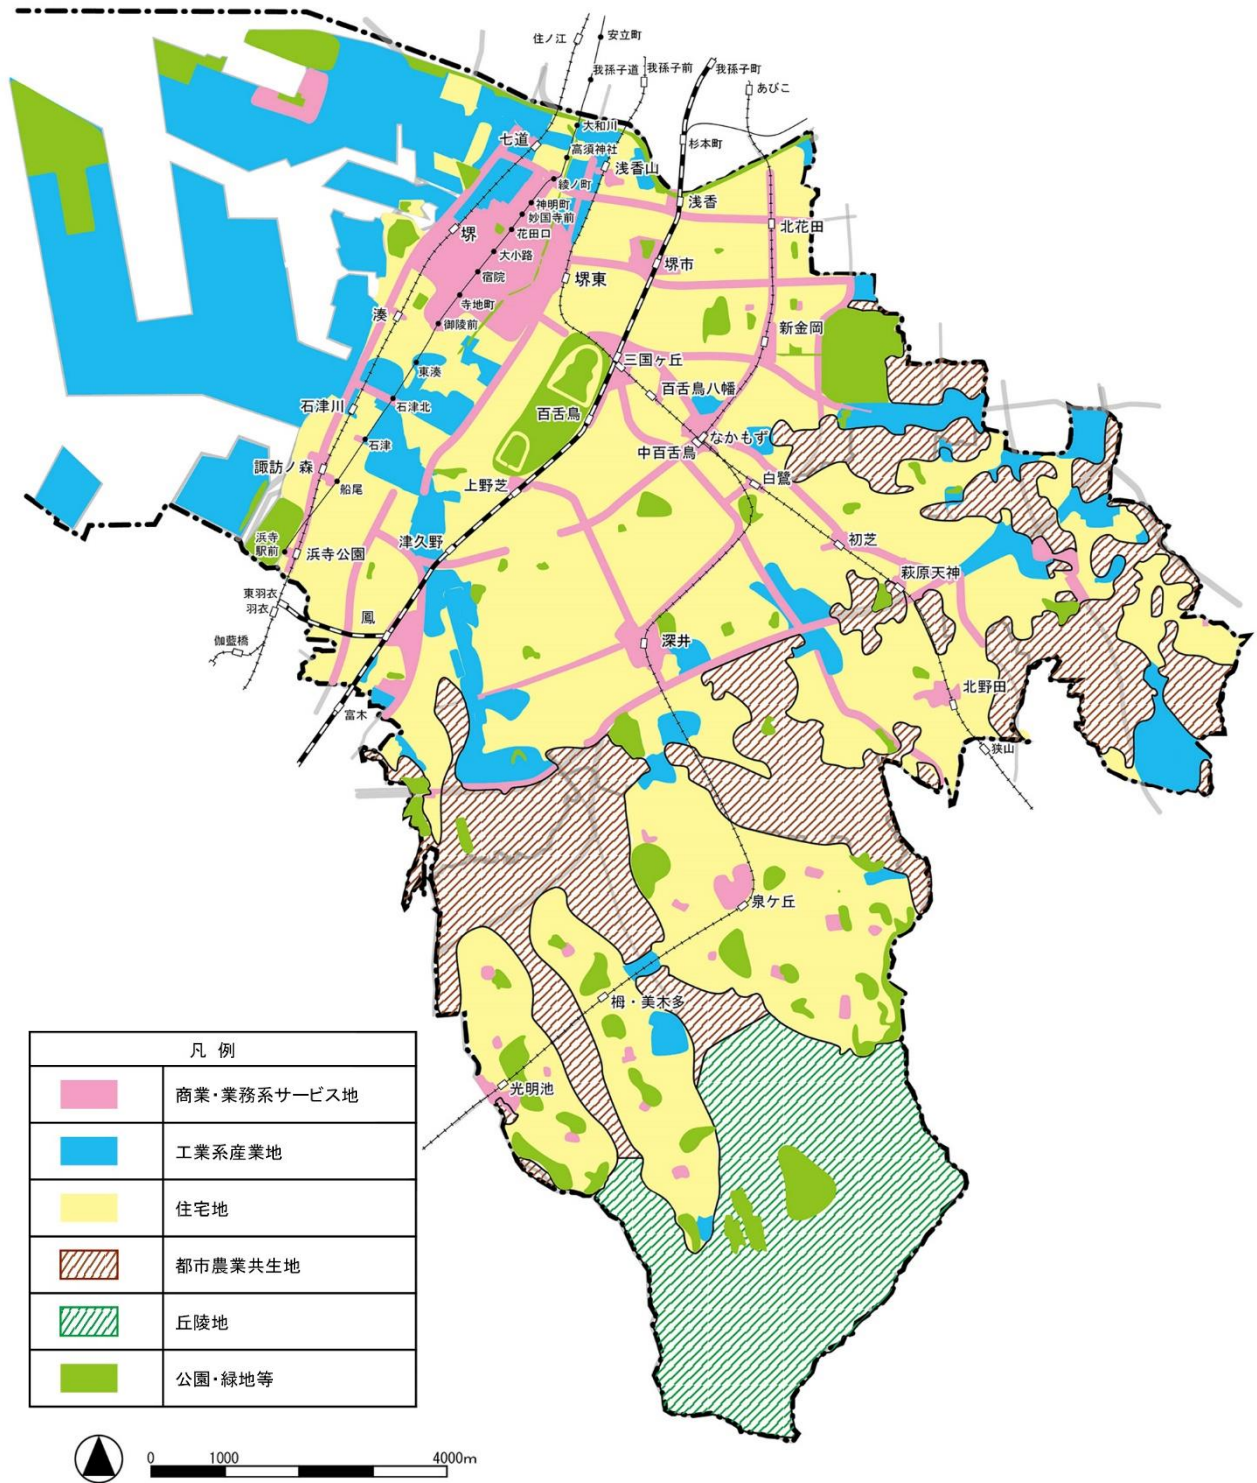 住ノ江
安立町
我孫子道
我孫子前
我孫子町
あびこ
七道
大和川
高須神社
杉本町
浅香山
綾ノ町
神明町
浅香
妙国寺前
堺
花田口
北花田
大小路
堺市
宿院
堺東
寺地町
湊
御陵前
新金岡
三国ヶ丘
東湊
百舌鳥八幡
石津川
石津北
百舌鳥
なかもず
石津
中百舌鳥
諏訪ノ森
船尾
上野芝
白鷺
浜寺
駅前
浜寺公園
津久野
初芝
萩原天神
東羽衣
羽衣
鳳
伽藍橋
深井
北野田
富木
狭山
泉ケ丘
栂・美木多
光明池
凡 例
商業・業務系サービス地
工業系産業地
住宅地
都市農業共生地
丘陵地
公園・緑地等
0 1000 4000m